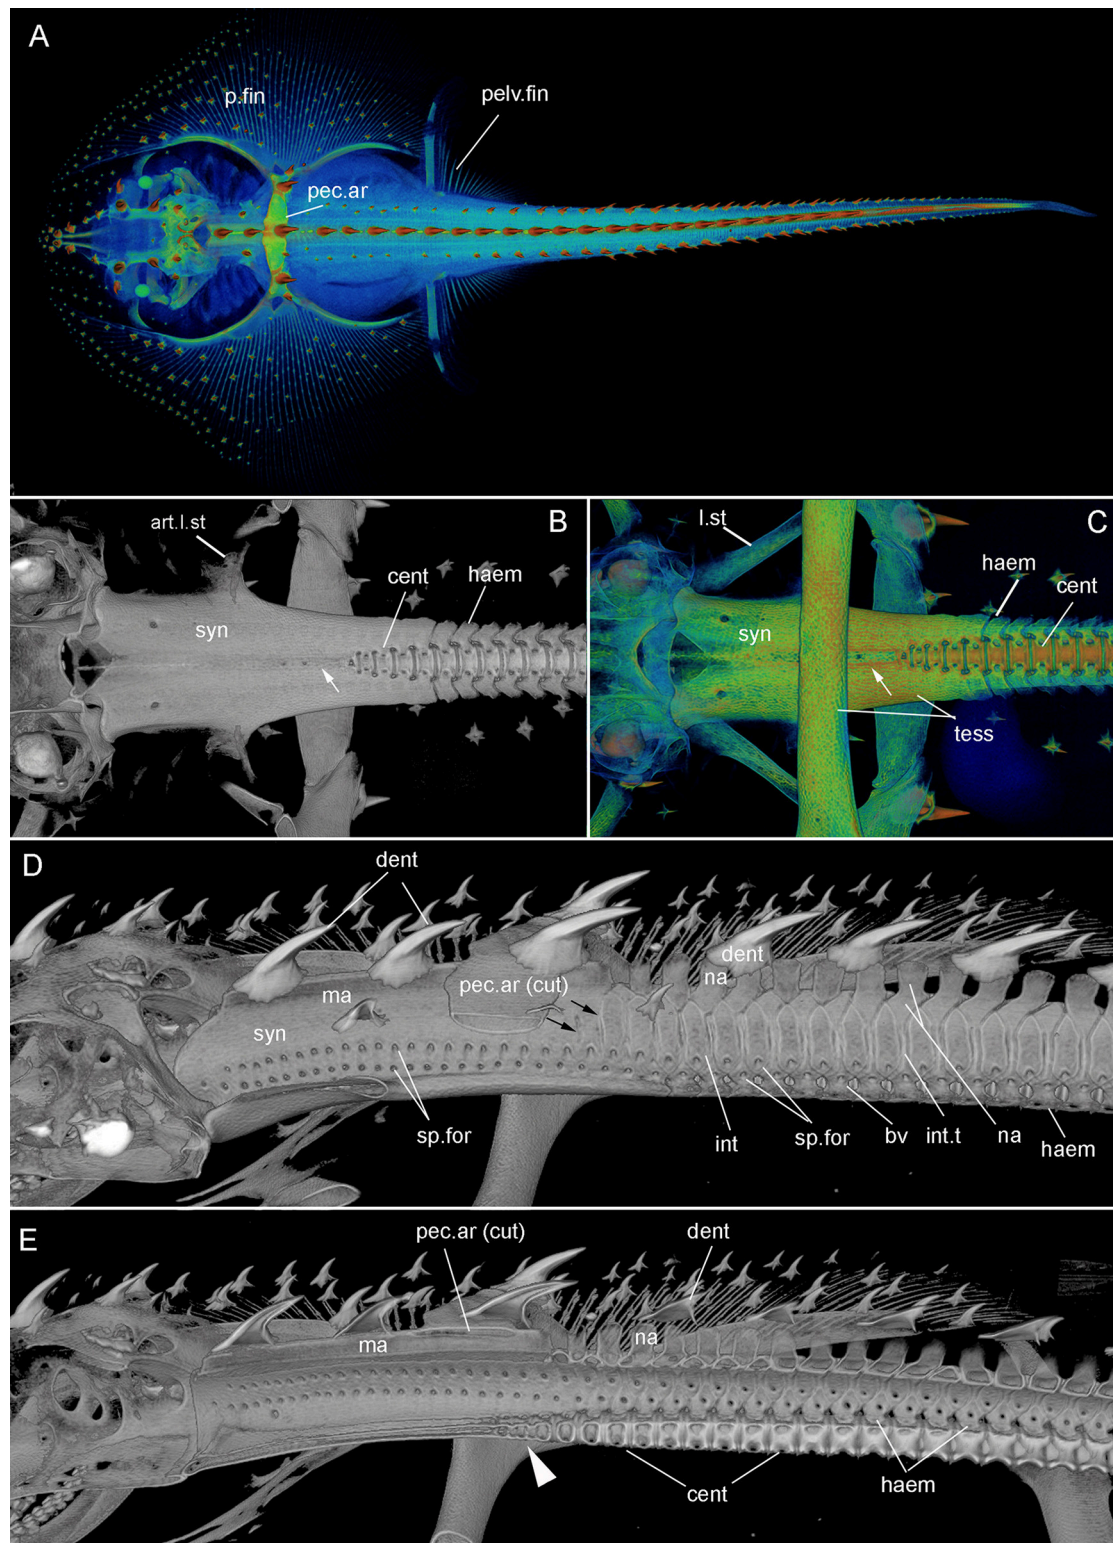 A
p.fin
pelv.fin
pec.ar
B
art.l.st
cent
haem
syn
C
l.st
haem
cent
syn
tess
D
dent
dent
na
pec.ar (cut)
ma
syn
sp.for
int
sp.for
bv
int.t
na
haem
E
pec.ar (cut)
dent
ma
na
haem
cent